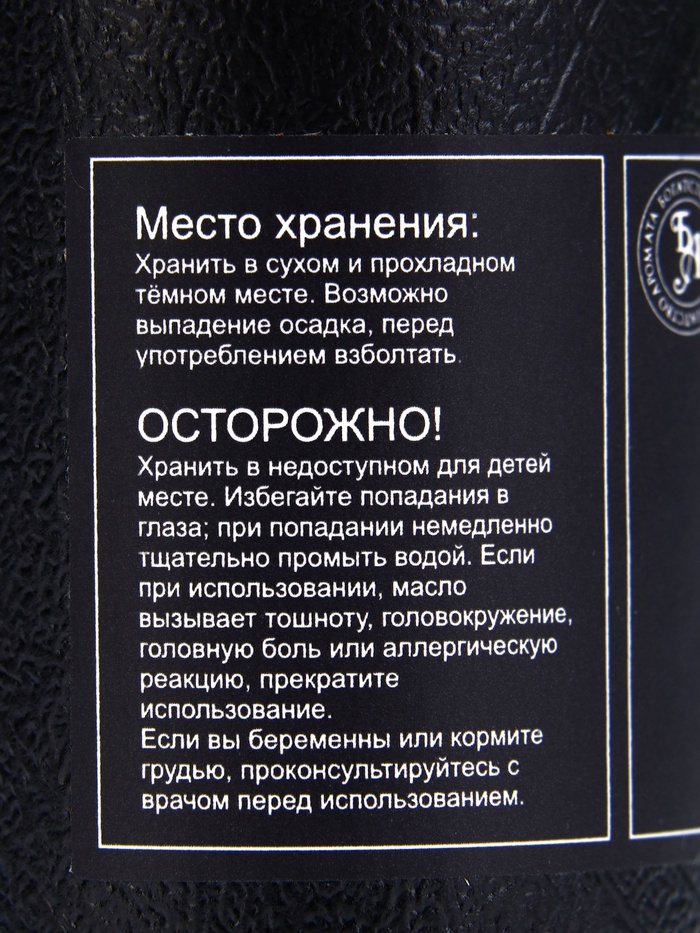 Место хранения:
Хранить в сухом и прохладном
тёмном месте. Возможно
выпадение осадка, перед
употреблением взболтать.
ОСТОРОЖНО!
Хранить в недоступном для детей
месте. Избегайте попадания в
глаза; при попадании немедленно
тщательно промыть водой. Если
при использовании, масло
вызывает тошноту, головокружение,
головную боль или аллергическую
реакцию, прекратите
использование.
Если вы беременны или кормите
грудью, проконсультируйтесь с
врачом перед использованием.
АРОМАТА